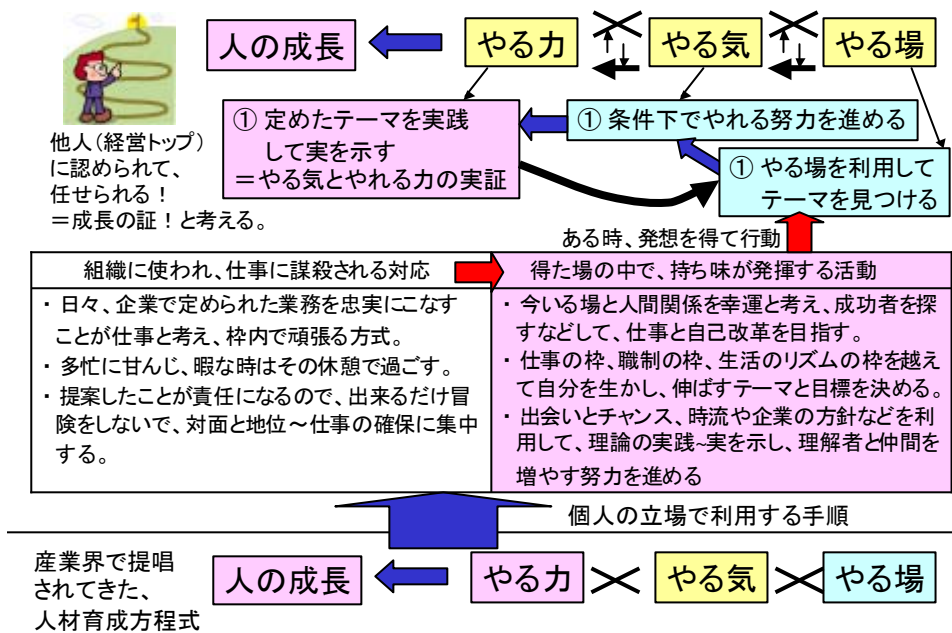 人の成長
やる力
やる気
やる場
① 定めたテーマを実践
して実を示す
＝やる気とやれる力の実証
① 条件下でやれる努力を進める
① やる場を利用して
テーマを見つける
他人（経営トップ）
に認められて、
任せられる！
＝成長の証！と考える。
ある時、発想を得て行動
組織に使われ、仕事に謀殺される対応
得た場の中で、持ち味が発揮する活動
・ 日々、企業で定められた業務を忠実にこなす
ことが仕事と考え、枠内で頑張る方式。
・ 多忙に甘んじ、暇な時はその休憩で過ごす。
・ 提案したことが責任になるので、出来るだけ冒
険をしないで、対面と地位～仕事の確保に集中
する。
・ 今いる場と人間関係を幸運と考え、成功者を探
すなどして、仕事と自己改革を目指す。
・ 仕事の枠、職制の枠、生活のリズムの枠を越え
て自分を生かし、伸ばすテーマと目標を決める。
・ 出会いとチャンス、時流や企業の方針などを利
用して、理論の実践~実を示し、理解者と仲間を
増やす努力を進める
個人の立場で利用する手順
産業界で提唱
されてきた、
人材育成方程式
人の成長
やる力
やる気
やる場